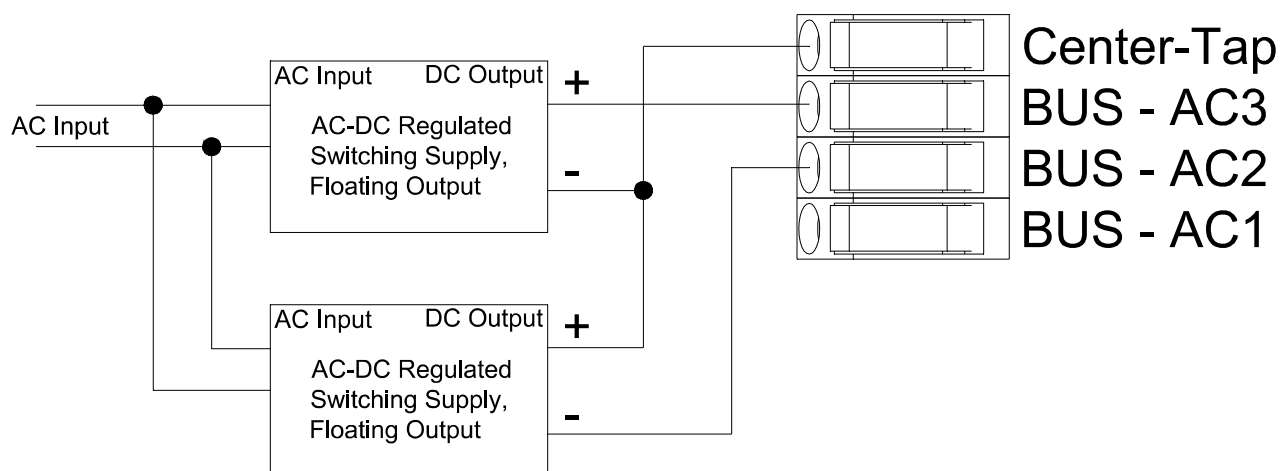 Center-Tap
AC Input DC Output +
BUS - AC3
AC Input
AC-DC Regulated
Switching Supply,
Floating Output
-
BUS - AC2
BUS - AC1
AC Input DC Output +
AC-DC Regulated
Switching Supply,
Floating Output
-